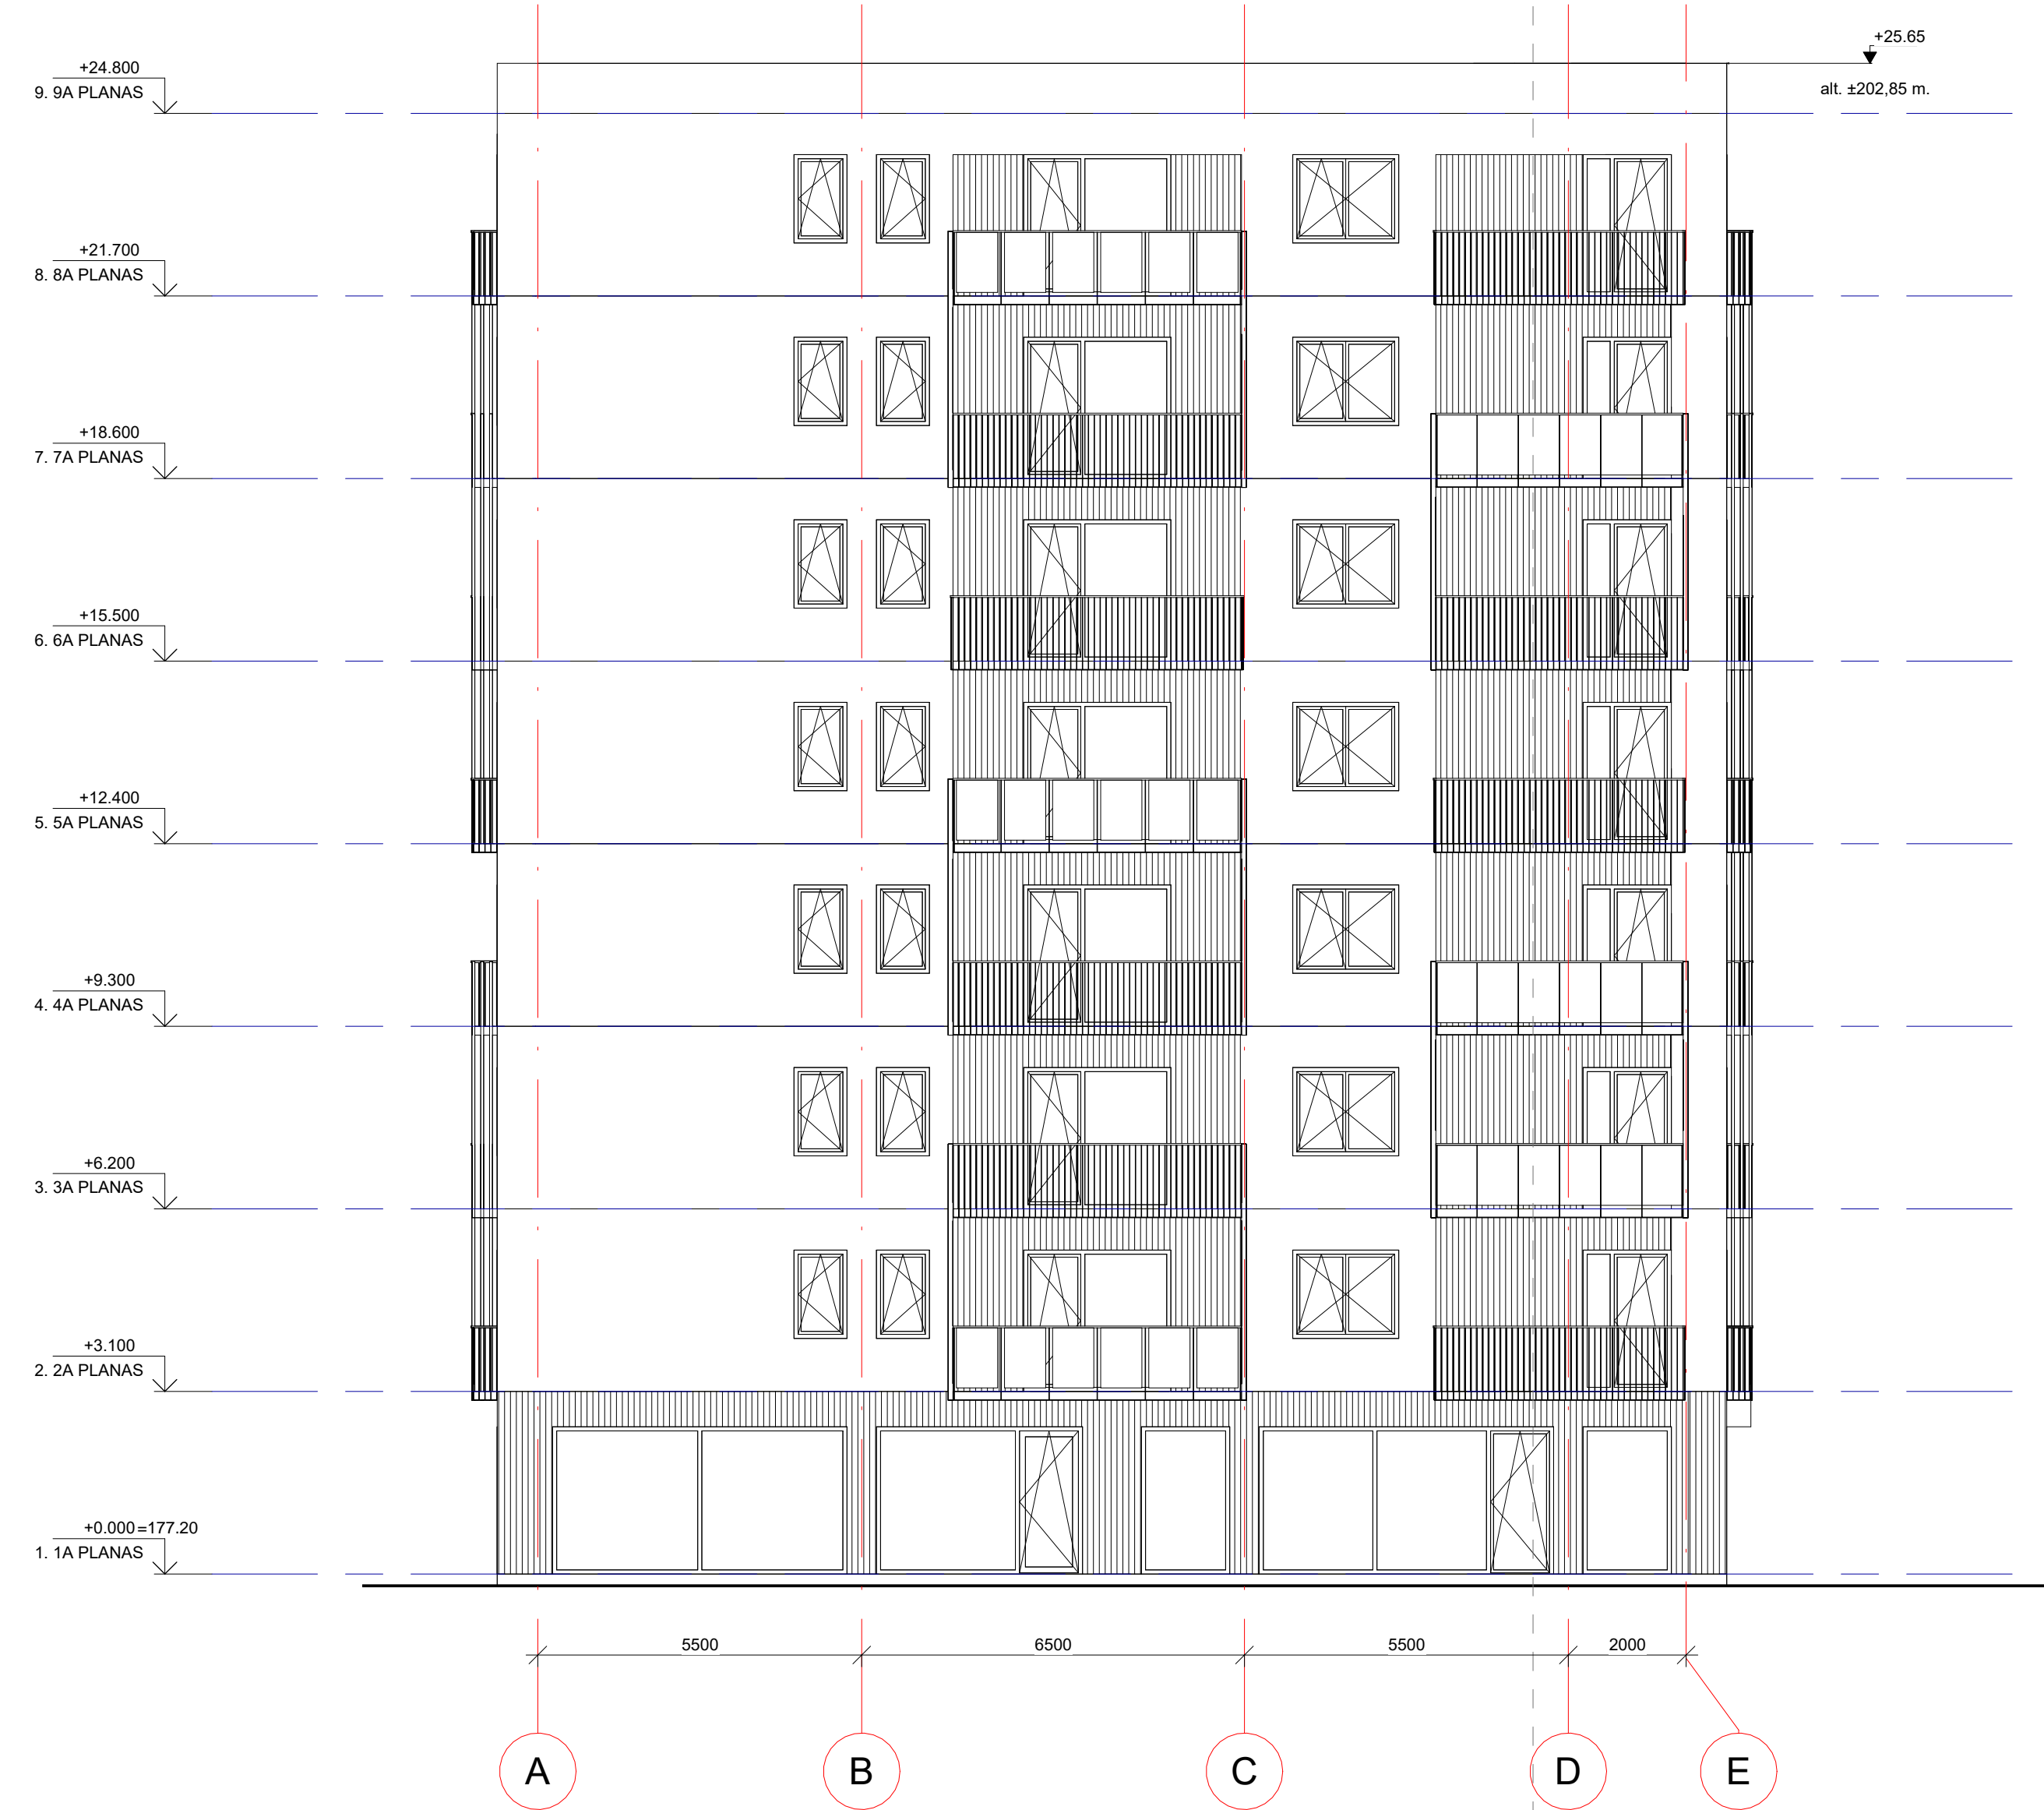 +25.65
alt. ±202,85 m.
+24.800
9. 9A PLANAS
+21.700
8. 8A PLANAS
+18.600
7. 7A PLANAS
+15.500
6. 6A PLANAS
+12.400
5. 5A PLANAS
+9.300
4. 4A PLANAS
+6.200
3. 3A PLANAS
+3.100
2. 2A PLANAS
+0.000=177.20
1. 1A PLANAS
5500 6500 5500 2000
A B C D E